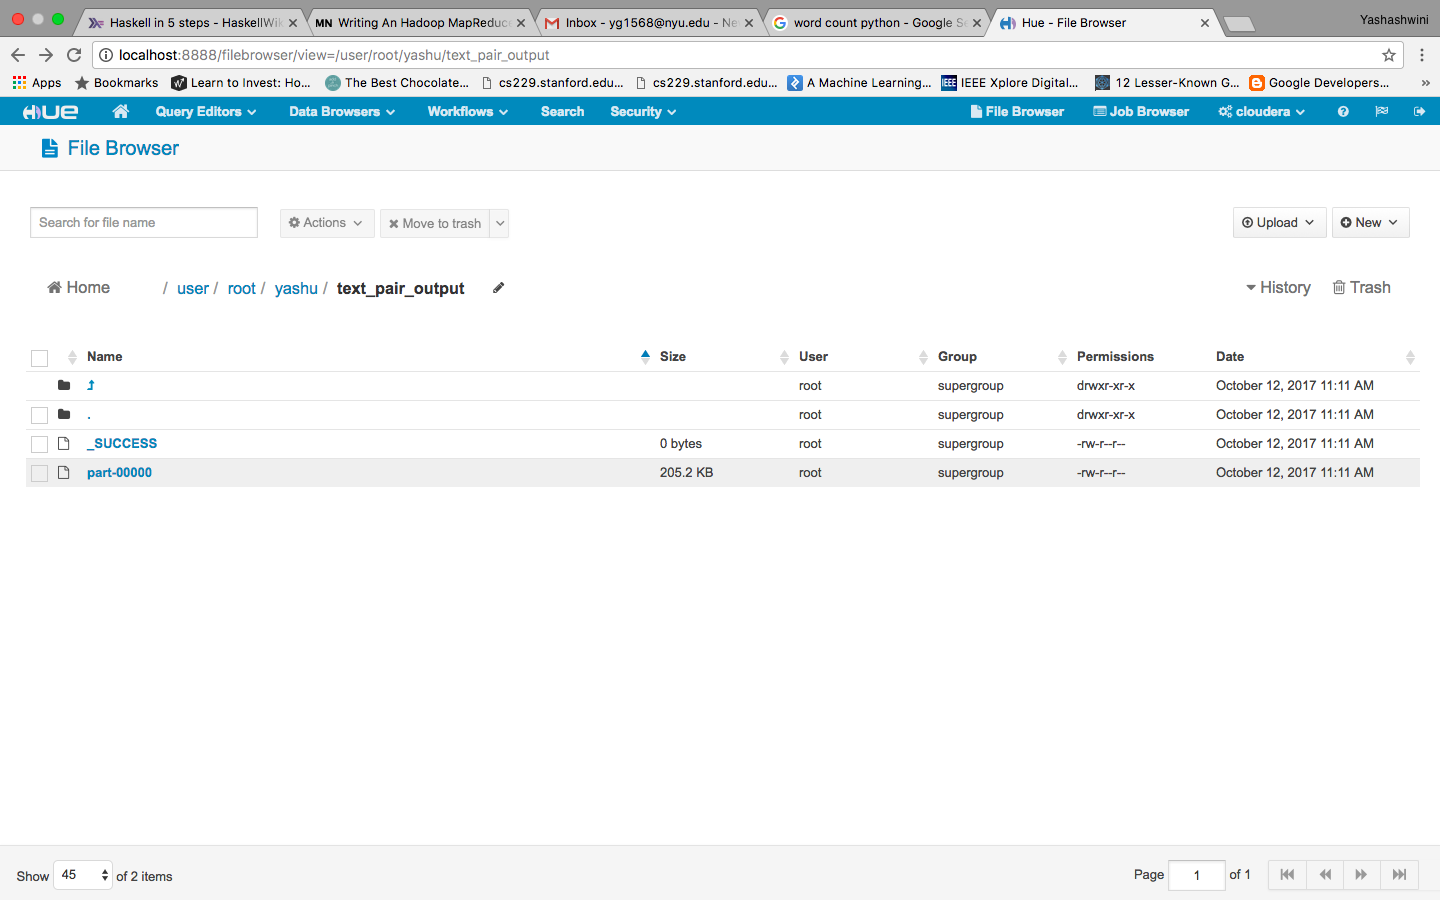 Haskell in 5 steps - HaskellWik
MN Writing An Hadoop MapReduce
Inbox - yg1568@nyu.edu - Ne
word count python - Google Se
Hue - File Browser
Yashashwini
localhost:8888/filebrowser/view=/user/root/yashu/text_pair_output
Apps Bookmarks Learn to Invest: Ho... The Best Chocolate... cs229.stanford.edu... cs229.stanford.edu... A Machine Learning... IEEE IEEE Xplore Digital... 12 Lesser-Known G... Google Developers... »
HUE Query Editors Data Browsers Workflows Search Security File Browser Job Browser cloudera
File Browser
Search for file name Actions Move to trash Upload New
Home / user / root / yashu / text_pair_output History Trash
Name Size User Group Permissions Date
root supergroup drwxr-xr-x October 12, 2017 11:11 AM
. root supergroup drwxr-xr-x October 12, 2017 11:11 AM
_SUCCESS 0 bytes root supergroup -rw-r--r-- October 12, 2017 11:11 AM
part-00000 205.2 KB root supergroup -rw-r--r-- October 12, 2017 11:11 AM
Show 45 of 2 items Page 1 of 1